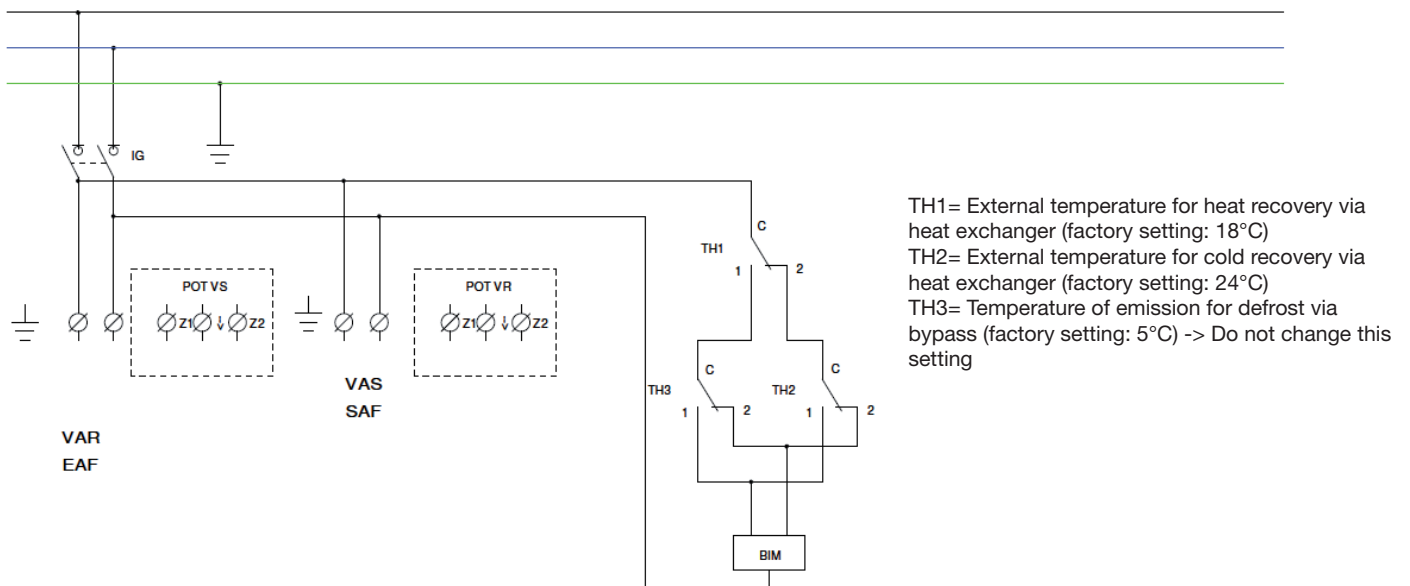 IG
POT VS
Z1 Z2
POT VR
Z1 Z2
VAS
SAF
VAR
EAF
C
TH1
1 2
C C
TH3 TH2
1 2 1 2
BIM
TH1= External temperature for heat recovery via
heat exchanger (factory setting: 18°C)
TH2= External temperature for cold recovery via
heat exchanger (factory setting: 24°C)
TH3= Temperature of emission for defrost via
bypass (factory setting: 5°C) -> Do not change this
setting